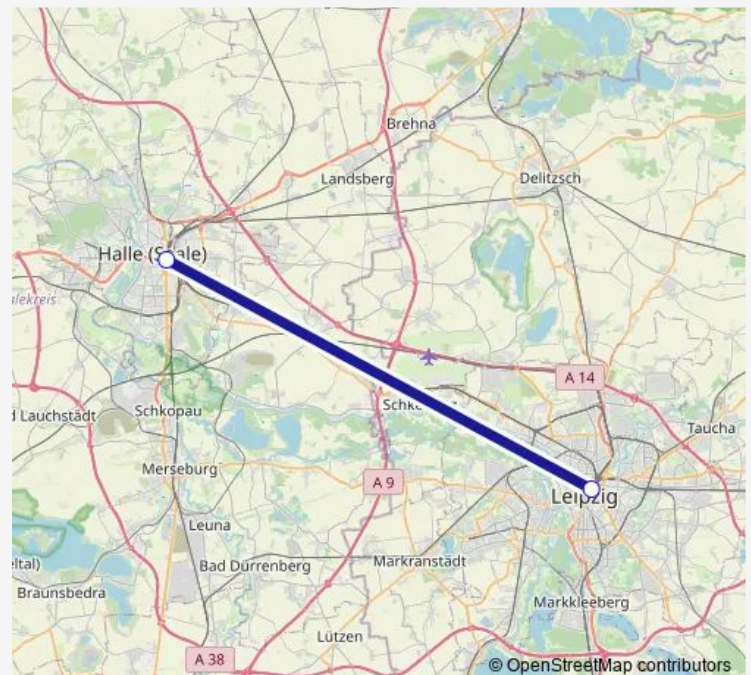 Brehna
Landsberg
Delitzsch
Halle (Saale)
alekreis
A 14
d Lauchstädt
Schkopau
Taucha
Merseburg
A 9
Leipzig
Leuna
eltal)
Bad Dürrenberg
Markranstädt
Braunsbedra
Markkleeberg
Lützen
A 38
© OpenStreetMap contributors